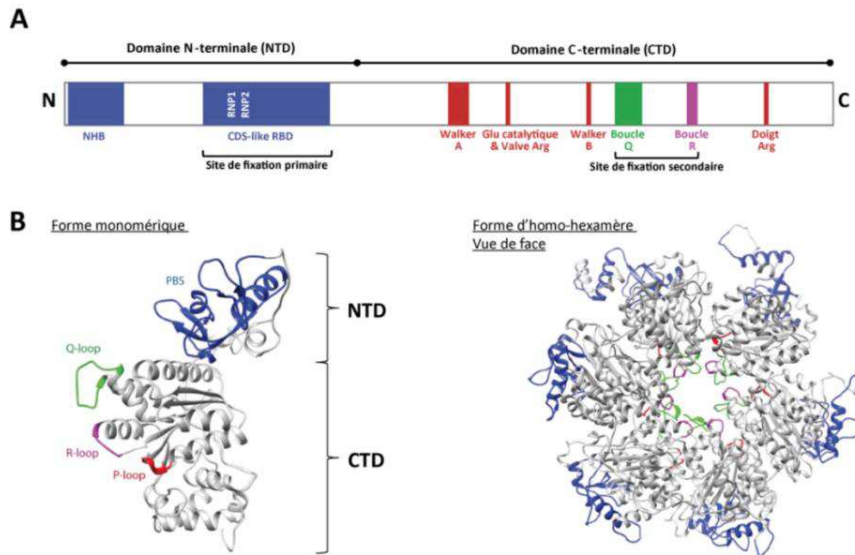 A
Domaine N-terminale (NTD)
Domaine C-terminale (CTD)
N
RNP1
RNP2
C
NHB
CDS-like RBD
Walker
A
Glu catalytique
& Valve Arg
Walker
B
Boucle
Q
Boucle
R
Doigt
Arg
Site de fixation primaire
Site de fixation secondaire
B
Forme monomérique
PBS
NTD
Q-loop
R-loop
P-loop
CTD
Forme d'homo-hexamère
Vue de face